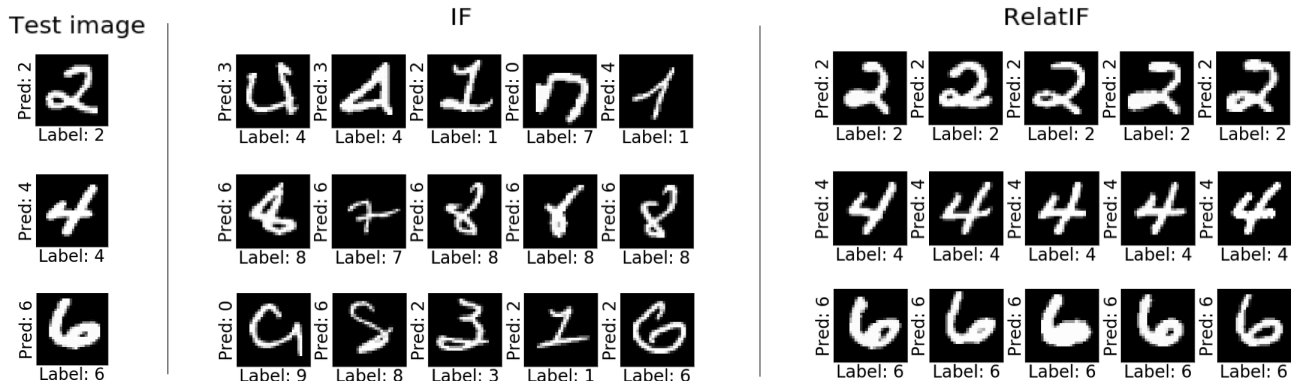 Test image
IF
RelatIF
Pred: 2
Label: 2
Pred: 3
Label: 4
Pred: 3
Label: 4
Pred: 2
Label: 1
Pred: 0
Label: 7
Pred: 4
Label: 1
Pred: 2
Label: 2
Pred: 2
Label: 2
Pred: 2
Label: 2
Pred: 2
Label: 2
Pred: 2
Label: 2
Pred: 4
Label: 4
Pred: 6
Label: 8
Pred: 6
Label: 7
Pred: 6
Label: 8
Pred: 6
Label: 8
Pred: 6
Label: 8
Pred: 4
Label: 4
Pred: 4
Label: 4
Pred: 4
Label: 4
Pred: 4
Label: 4
Pred: 4
Label: 4
Pred: 6
Label: 6
Pred: 0
Label: 9
Pred: 6
Label: 8
Pred: 2
Label: 3
Pred: 2
Label: 1
Pred: 2
Label: 6
Pred: 6
Label: 6
Pred: 6
Label: 6
Pred: 6
Label: 6
Pred: 6
Label: 6
Pred: 6
Label: 6